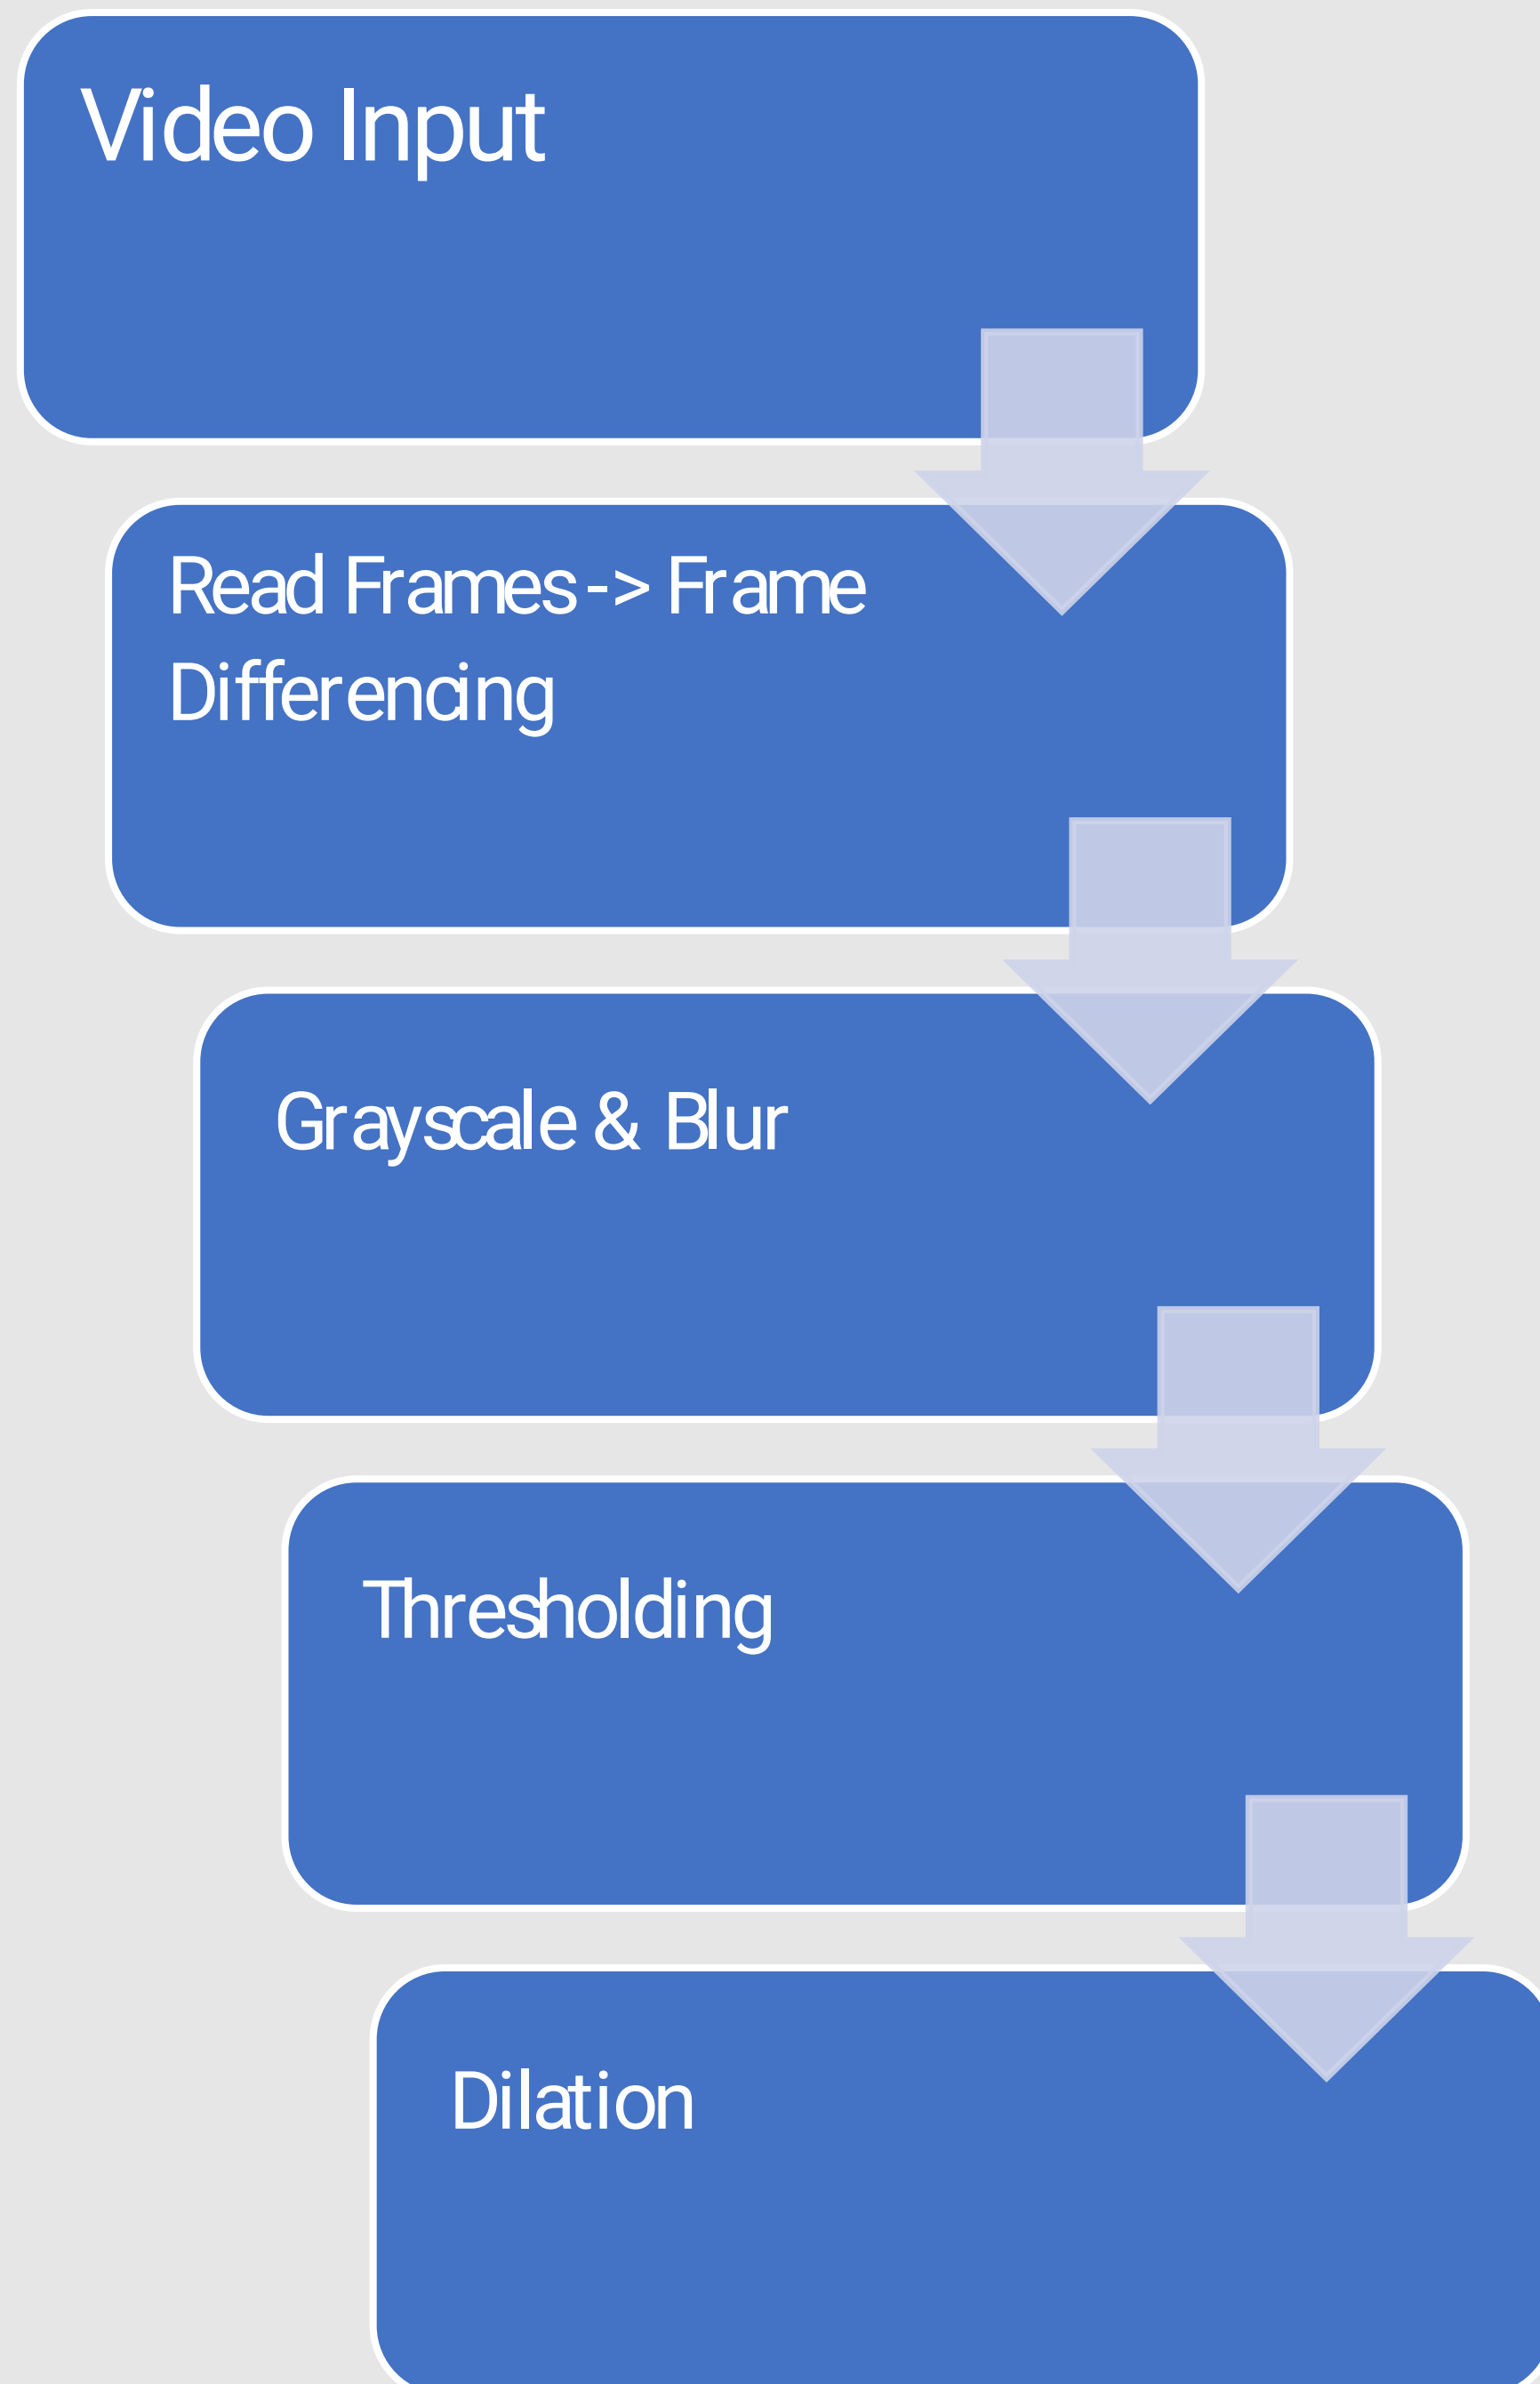 Video Input
Read Frames -> Frame
Differencing
Grayscale & Blur
Thresholding
Dilation